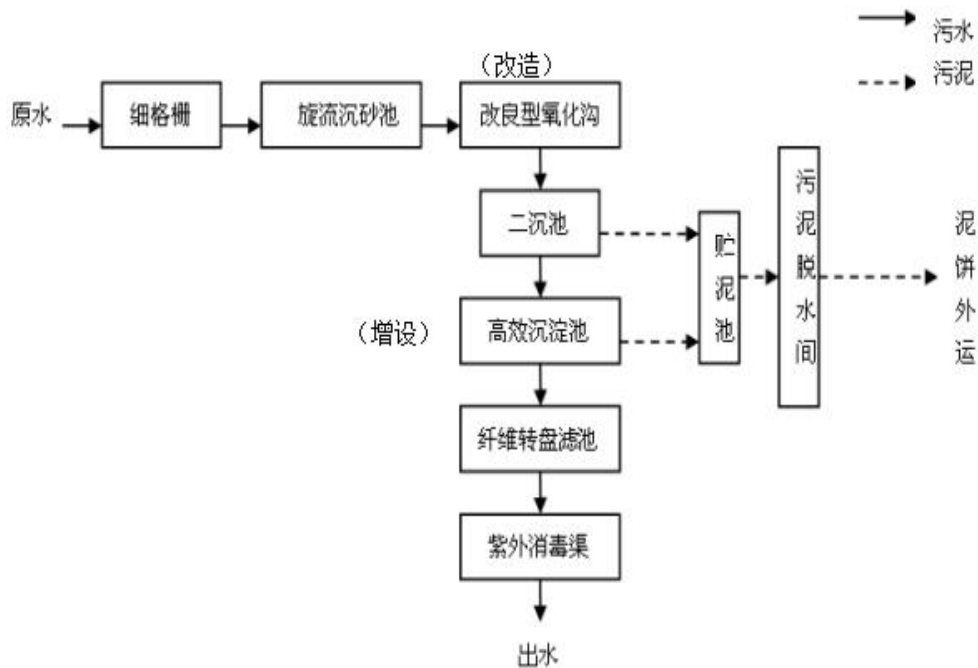 污水
污泥
（改造）
原水
细格栅
旋流沉砂池
改良型氧化沟
二沉池
贮泥池
污泥脱水间
泥饼外运
（增设）
高效沉淀池
纤维转盘滤池
紫外消毒渠
出水